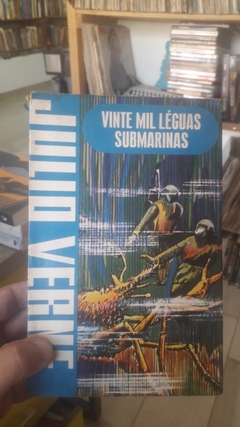 VINTE MIL LÉGUAS
SUBMARINAS
JULIO VERNE